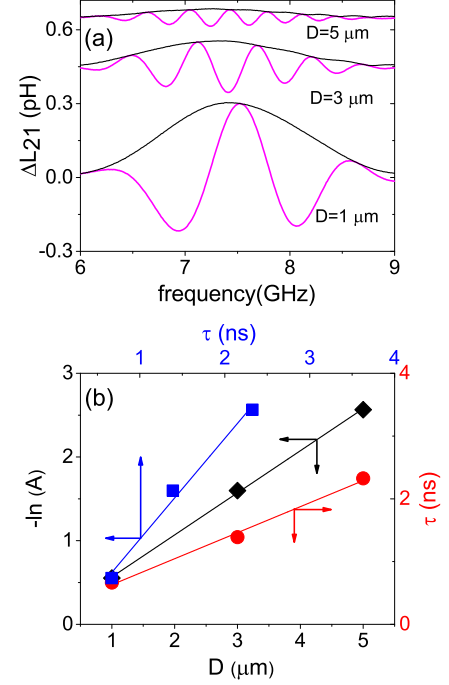 0.6
(a)
D=5 μm
0.3
D=3 μm
ΔL21 (pH)
0.0
D=1 μm
-0.3
6 7 8 9
frequency(GHz)
τ (ns)
1 2 3 4
3 (b) 4
2
-ln (A)
2
τ (ns)
1
0 0
1 2 3 4 5
D (μm)